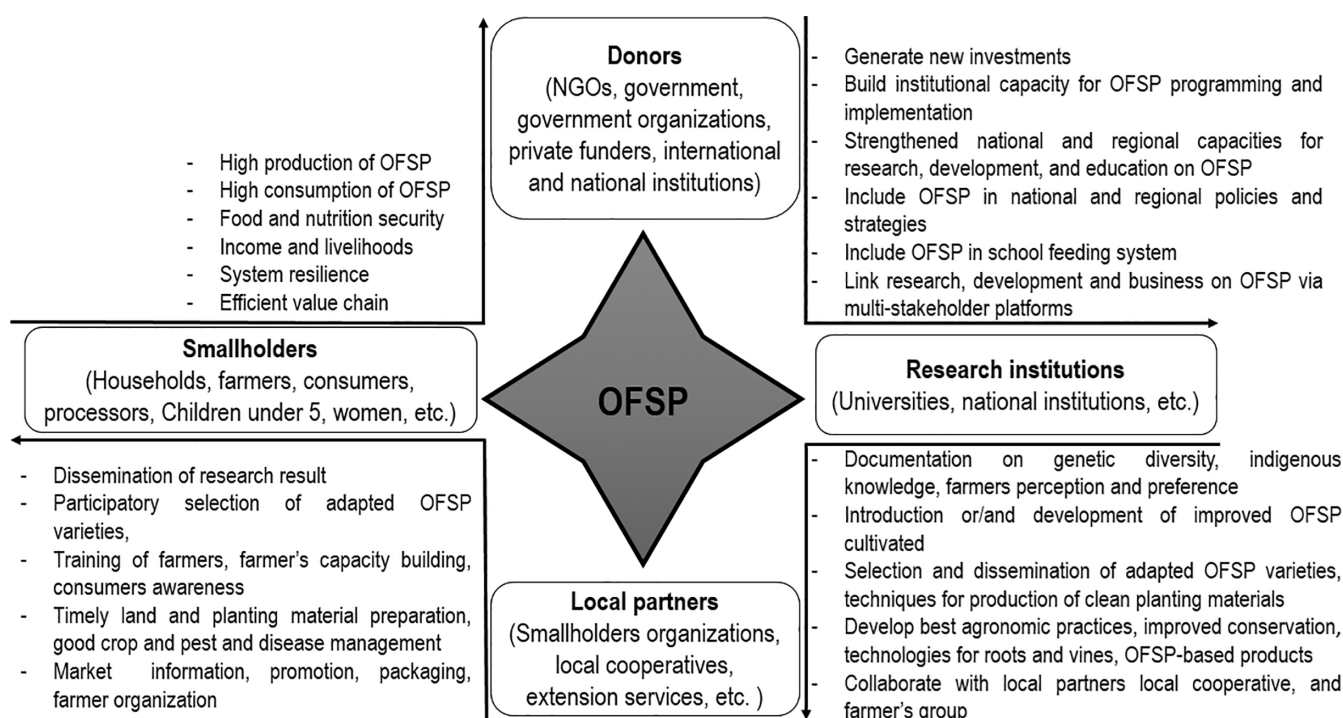 Donors
(NGOs, government,
government organizations,
private funders, international
and national institutions)
- Generate new investments
- Build institutional capacity for OFSP programming and
implementation
- Strengthened national and regional capacities for
research, development, and education on OFSP
- Include OFSP in national and regional policies and
strategies
- Include OFSP in school feeding system
- Link research, development and business on OFSP via
multi-stakeholder platforms
- High production of OFSP
- High consumption of OFSP
- Food and nutrition security
- Income and livelihoods
- System resilience
- Efficient value chain
Smallholders
(Households, farmers, consumers,
processors, Children under 5, women, etc.)
OFSP
Research institutions
(Universities, national institutions, etc.)
- Dissemination of research result
- Participatory selection of adapted OFSP
varieties,
- Training of farmers, farmer’s capacity building,
consumers awareness
- Timely land and planting material preparation,
good crop and pest and disease management
- Market information, promotion, packaging,
farmer organization
Local partners
(Smallholders organizations,
local cooperatives,
extension services, etc. )
- Documentation on genetic diversity, indigenous
knowledge, farmers perception and preference
- Introduction or/and development of improved OFSP
cultivated
- Selection and dissemination of adapted OFSP varieties,
techniques for production of clean planting materials
- Develop best agronomic practices, improved conservation,
technologies for roots and vines, OFSP-based products
- Collaborate with local partners local cooperative, and
farmer’s group